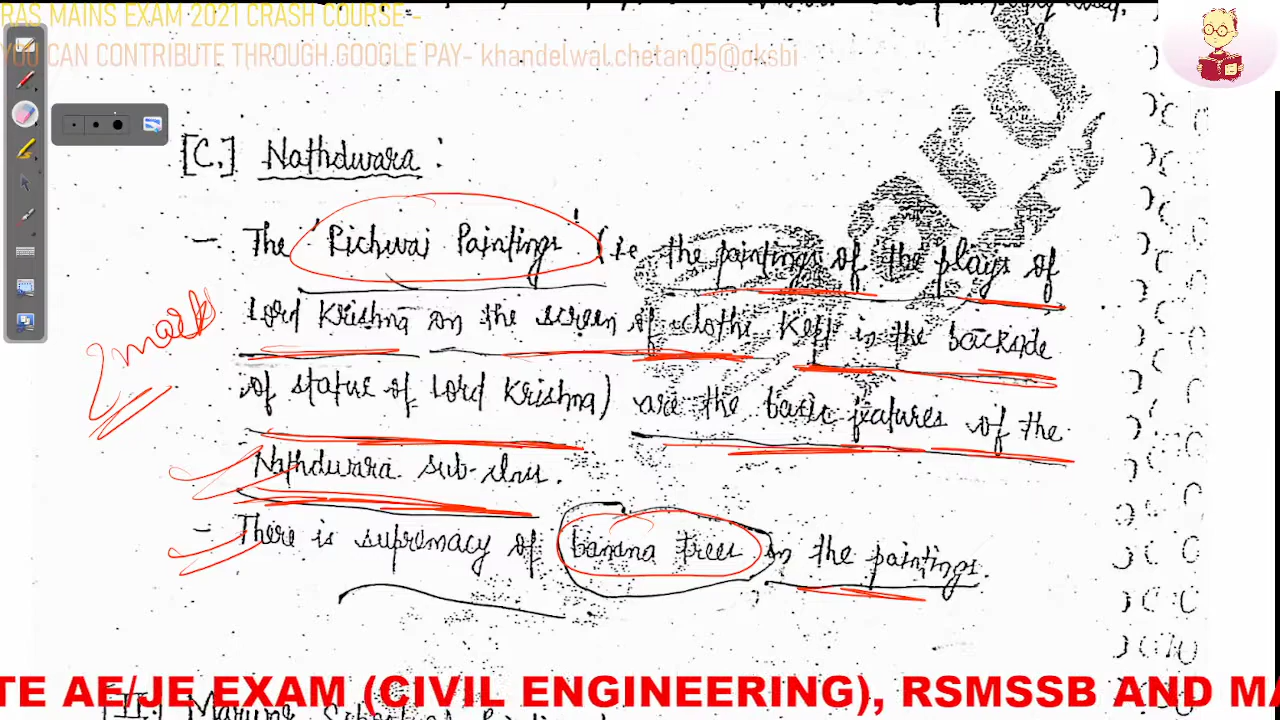 RAS MAINS EXAM 2021 CRASH COURSE -
YOU CAN CONTRIBUTE THROUGH GOOGLE PAY- khandelwal.chetan05@oksbi
[C.] Nathdwara :
- The 'Pichwai Paintings' (i.e. the paintings of the plays of
Lord Krishna on the screen of cloths kept in the backside
2 marks
of statue of Lord Krishna) are the basic features of the
Nathdwara sub-class.
- There is supremacy of banana trees in the paintings.
TE AE/JE EXAM (CIVIL ENGINEERING), RSMSSB AND MA
[II.]